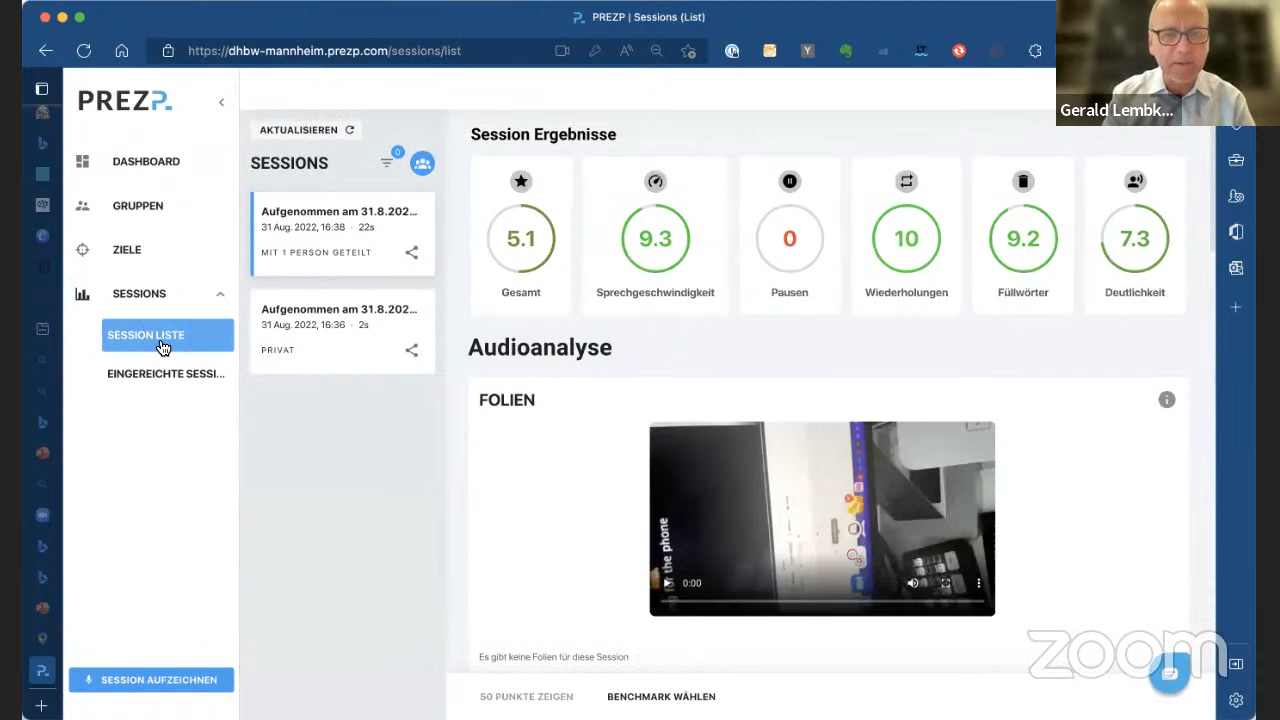 PREZP | Sessions (List)
https://dhbw-mannheim.prezp.com/sessions/list
Gerald Lembk...
PREZP
DASHBOARD
GRUPPEN
ZIELE
SESSIONS
SESSION LISTE
EINGEREICHTE SESSI...
SESSION AUFZEICHNEN
AKTUALISIEREN
SESSIONS
0
Aufgenommen am 31.8.202...
31 Aug. 2022, 16:38 · 22s
MIT 1 PERSON GETEILT
Aufgenommen am 31.8.202...
31 Aug. 2022, 16:36 · 2s
PRIVAT
Session Ergebnisse
5.1
Gesamt
9.3
Sprechgeschwindigkeit
0
Pausen
10
Wiederholungen
9.2
Füllwörter
7.3
Deutlichkeit
Audioanalyse
FOLIEN
for the phone
0:00
Es gibt keine Folien für diese Session
50 PUNKTE ZEIGEN
BENCHMARK WÄHLEN
zoom